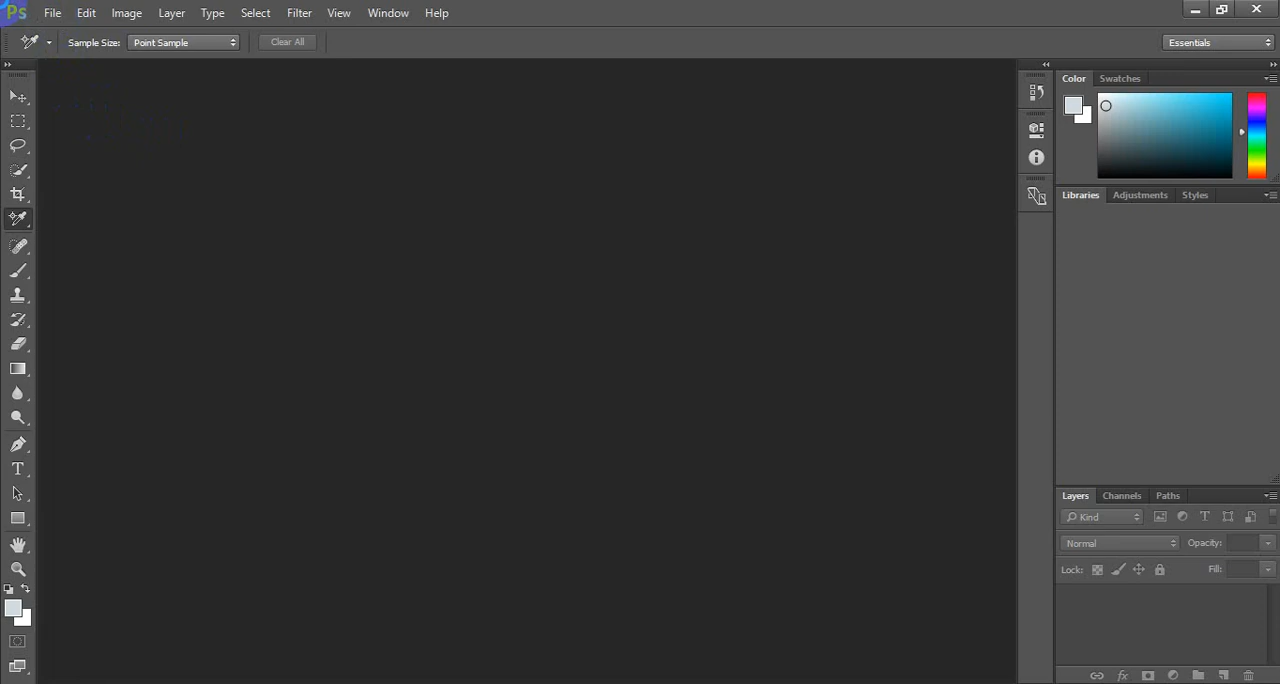 Ps File Edit Image Layer Type Select Filter View Window Help
Sample Size: Point Sample Clear All Essentials
Color Swatches
Libraries Adjustments Styles
Layers Channels Paths
Kind
Normal Opacity:
Lock: Fill: